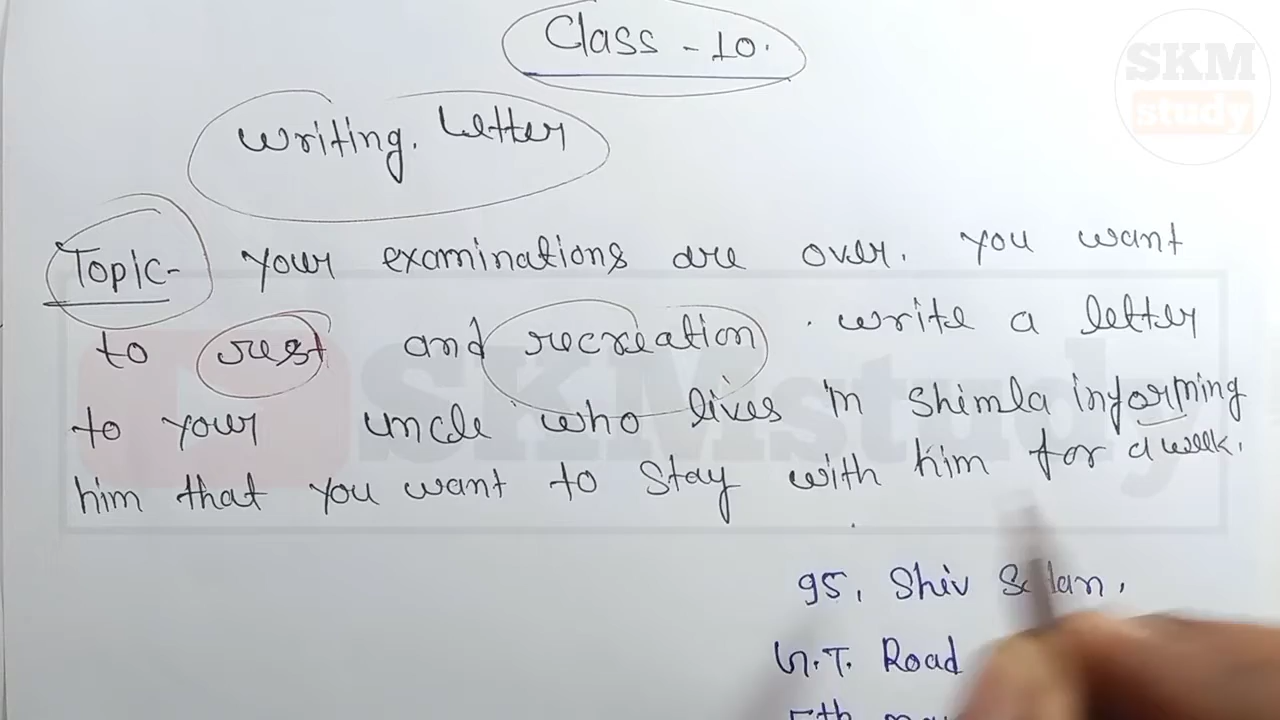 Class - 10.
Writing. Letter
Topic- Your examinations are over. You want
to rest and recreation. Write a letter
to your uncle who lives in Shimla informing
him that you want to stay with him for a week.
95, Shiv
G.T. Road
5th
SKM
study
SKMstudy